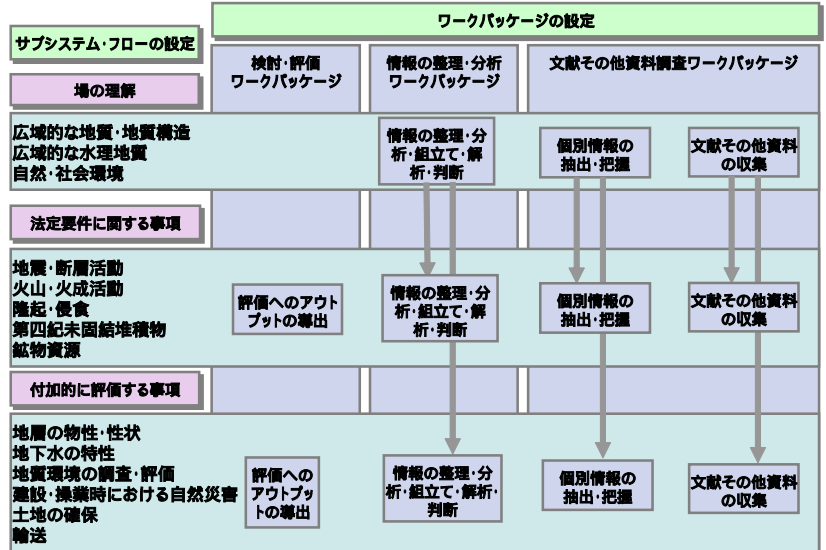 ワークパッケージの設定
サブシステム・フローの設定
検討・評価
ワークパッケージ
情報の整理・分析
ワークパッケージ
文献その他資料調査ワークパッケージ
場の理解
広域的な地質・地質構造
広域的な水理地質
自然・社会環境
情報の整理・分
析・組立て・解
析・判断
個別情報の
抽出・把握
文献その他資料
の収集
法定要件に関する事項
地震・断層活動
火山・火成活動
隆起・侵食
第四紀未固結堆積物
鉱物資源
評価へのアウト
プットの導出
情報の整理・分
析・組立て・解
析・判断
個別情報の
抽出・把握
文献その他資料
の収集
付加的に評価する事項
地層の物性・性状
地下水の特性
地質環境の調査・評価
建設・操業時における自然災害
土地の確保
輸送
評価への
アウトプッ
トの導出
情報の整理・分
析・組立て・解析・
判断
個別情報の
抽出・把握
文献その他資料
の収集